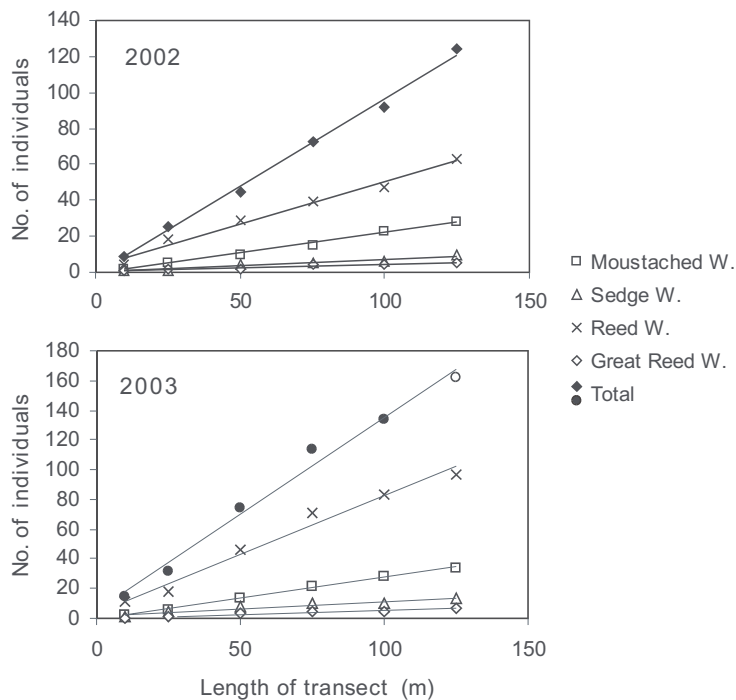 140
120
100
80
60
40
20
0
No. of individuals
2002
0 50 100 150
Moustached W.
Sedge W.
Reed W.
Great Reed W.
Total
180
160
140
120
100
80
60
40
20
0
No. of individuals
2003
0 50 100 150
Length of transect (m)